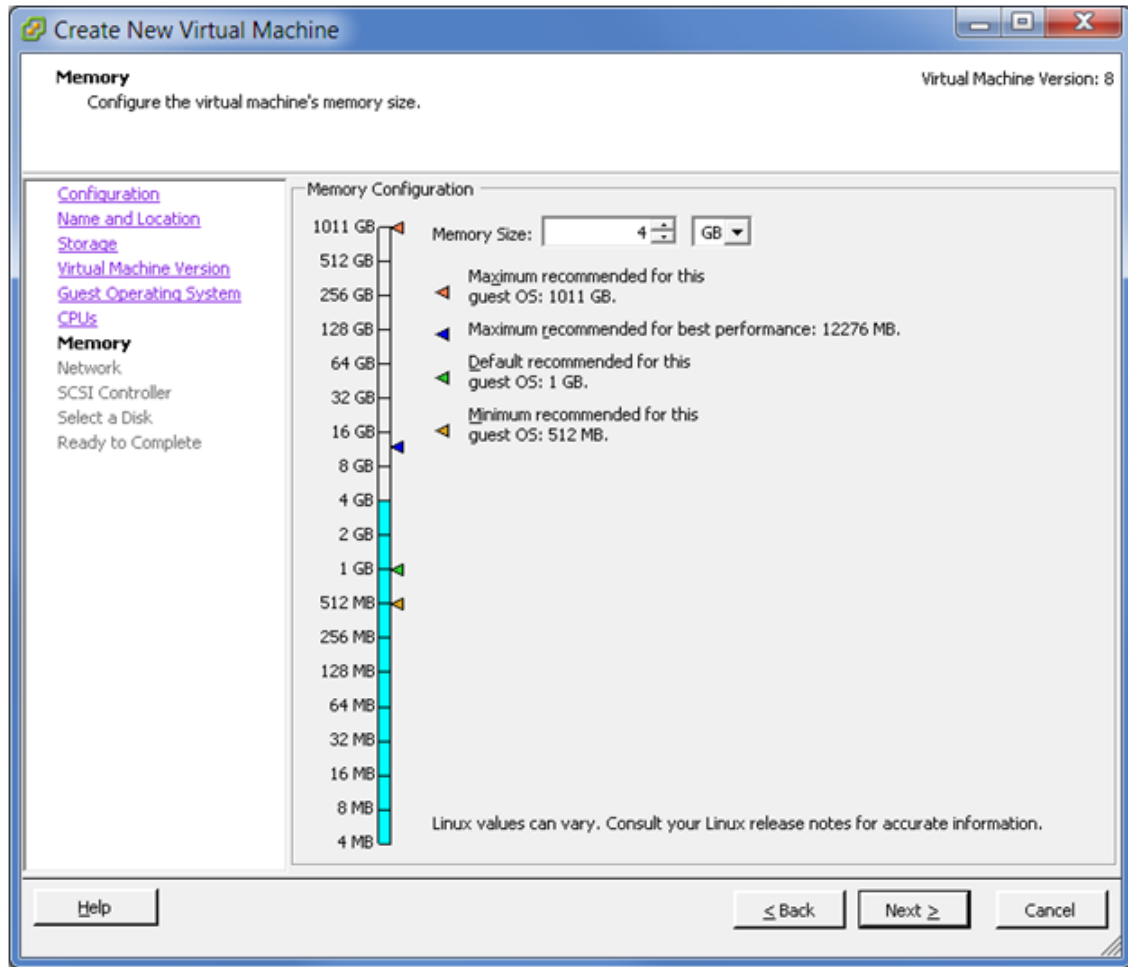 Create New Virtual Machine
Memory
Virtual Machine Version: 8
Configure the virtual machine's memory size.
Configuration
Name and Location
Storage
Virtual Machine Version
Guest Operating System
CPUs
Memory
Network
SCSI Controller
Select a Disk
Ready to Complete
Memory Configuration
1011 GB
512 GB
256 GB
128 GB
64 GB
32 GB
16 GB
8 GB
4 GB
2 GB
1 GB
512 MB
256 MB
128 MB
64 MB
32 MB
16 MB
8 MB
4 MB
Memory Size: 4 GB
Maximum recommended for this
guest OS: 1011 GB.
Maximum recommended for best performance: 12276 MB.
Default recommended for this
guest OS: 1 GB.
Minimum recommended for this
guest OS: 512 MB.
Linux values can vary. Consult your Linux release notes for accurate information.
Help
≤ Back
Next ≥
Cancel